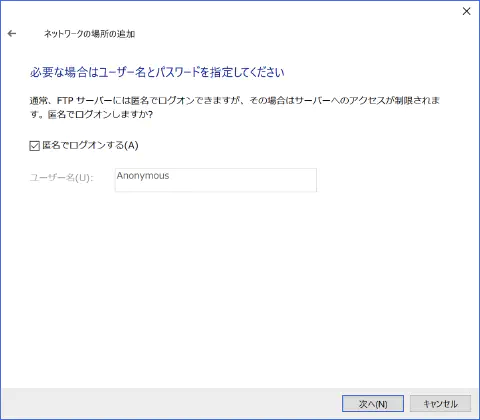 ネットワークの場所の追加
必要な場合はユーザー名とパスワードを指定してください
通常、FTP サーバーには匿名でログオンできますが、その場合はサーバーへのアクセスが制限されま
す。匿名でログオンしますか?
匿名でログオンする(A)
ユーザー名(U):
Anonymous
次へ(N)
キャンセル